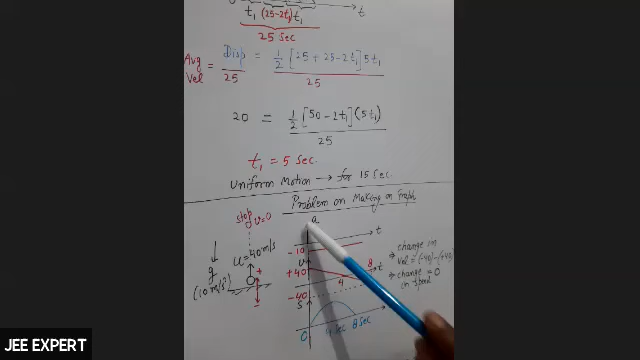 t₁ (25-2t₁) t₁ t
25 sec
Avg Vel = Disp / 25 = 1/2 [25 + 25 - 2t₁] 5t₁ / 25
20 = 1/2 [50 - 2t₁] (5t₁) / 25
t₁ = 5 sec.
Uniform Motion → for 15 sec.
Problem on Making on Graph
stop v=0
a
t
-10
g
(10 m/s²)
u = 40 m/s
+
-
v
+40
4
8
t
-40
→ change in
vel = (-40) - (+40)
→ change = 0
in speed
s
0
4 sec 8 sec
t
JEE EXPERT